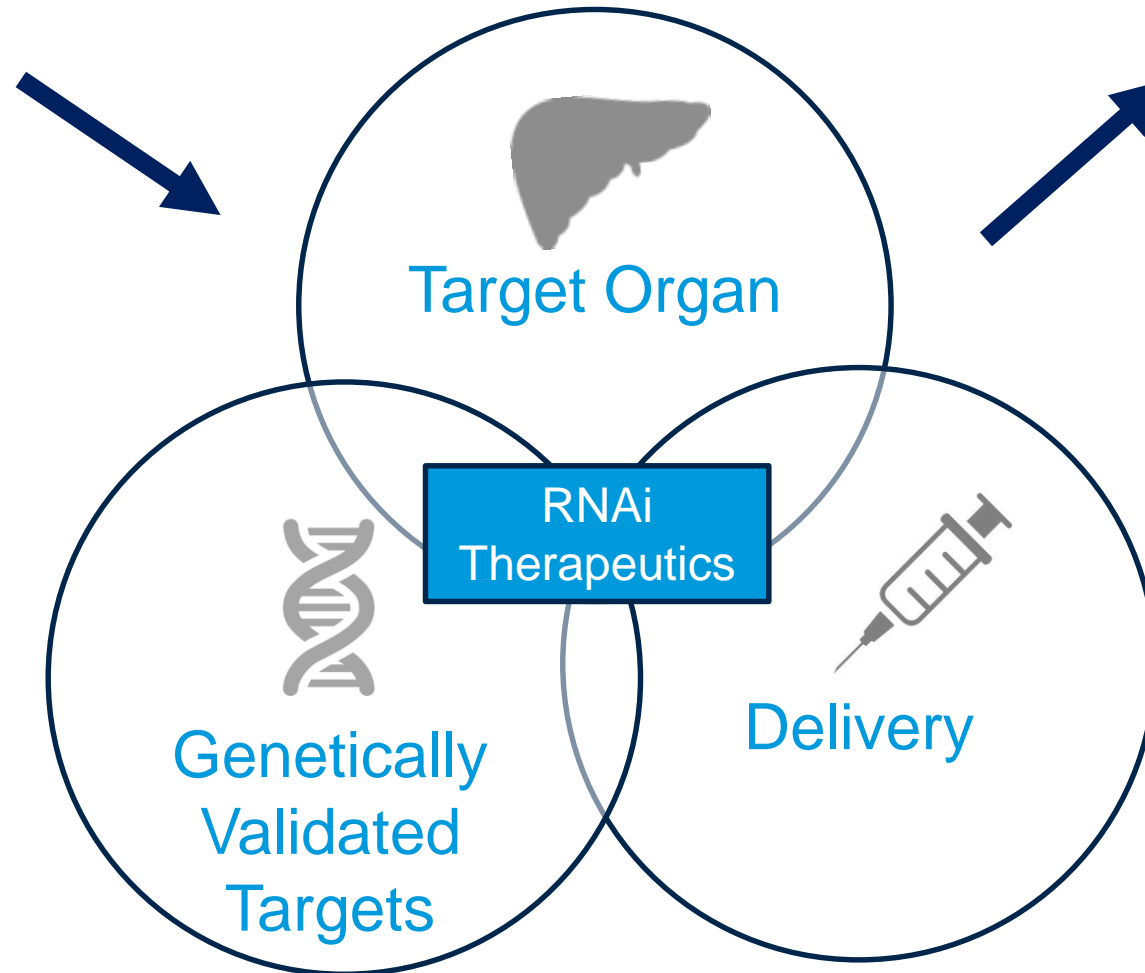 Target Organ
RNAi
Therapeutics
Genetically
Validated
Targets
Delivery